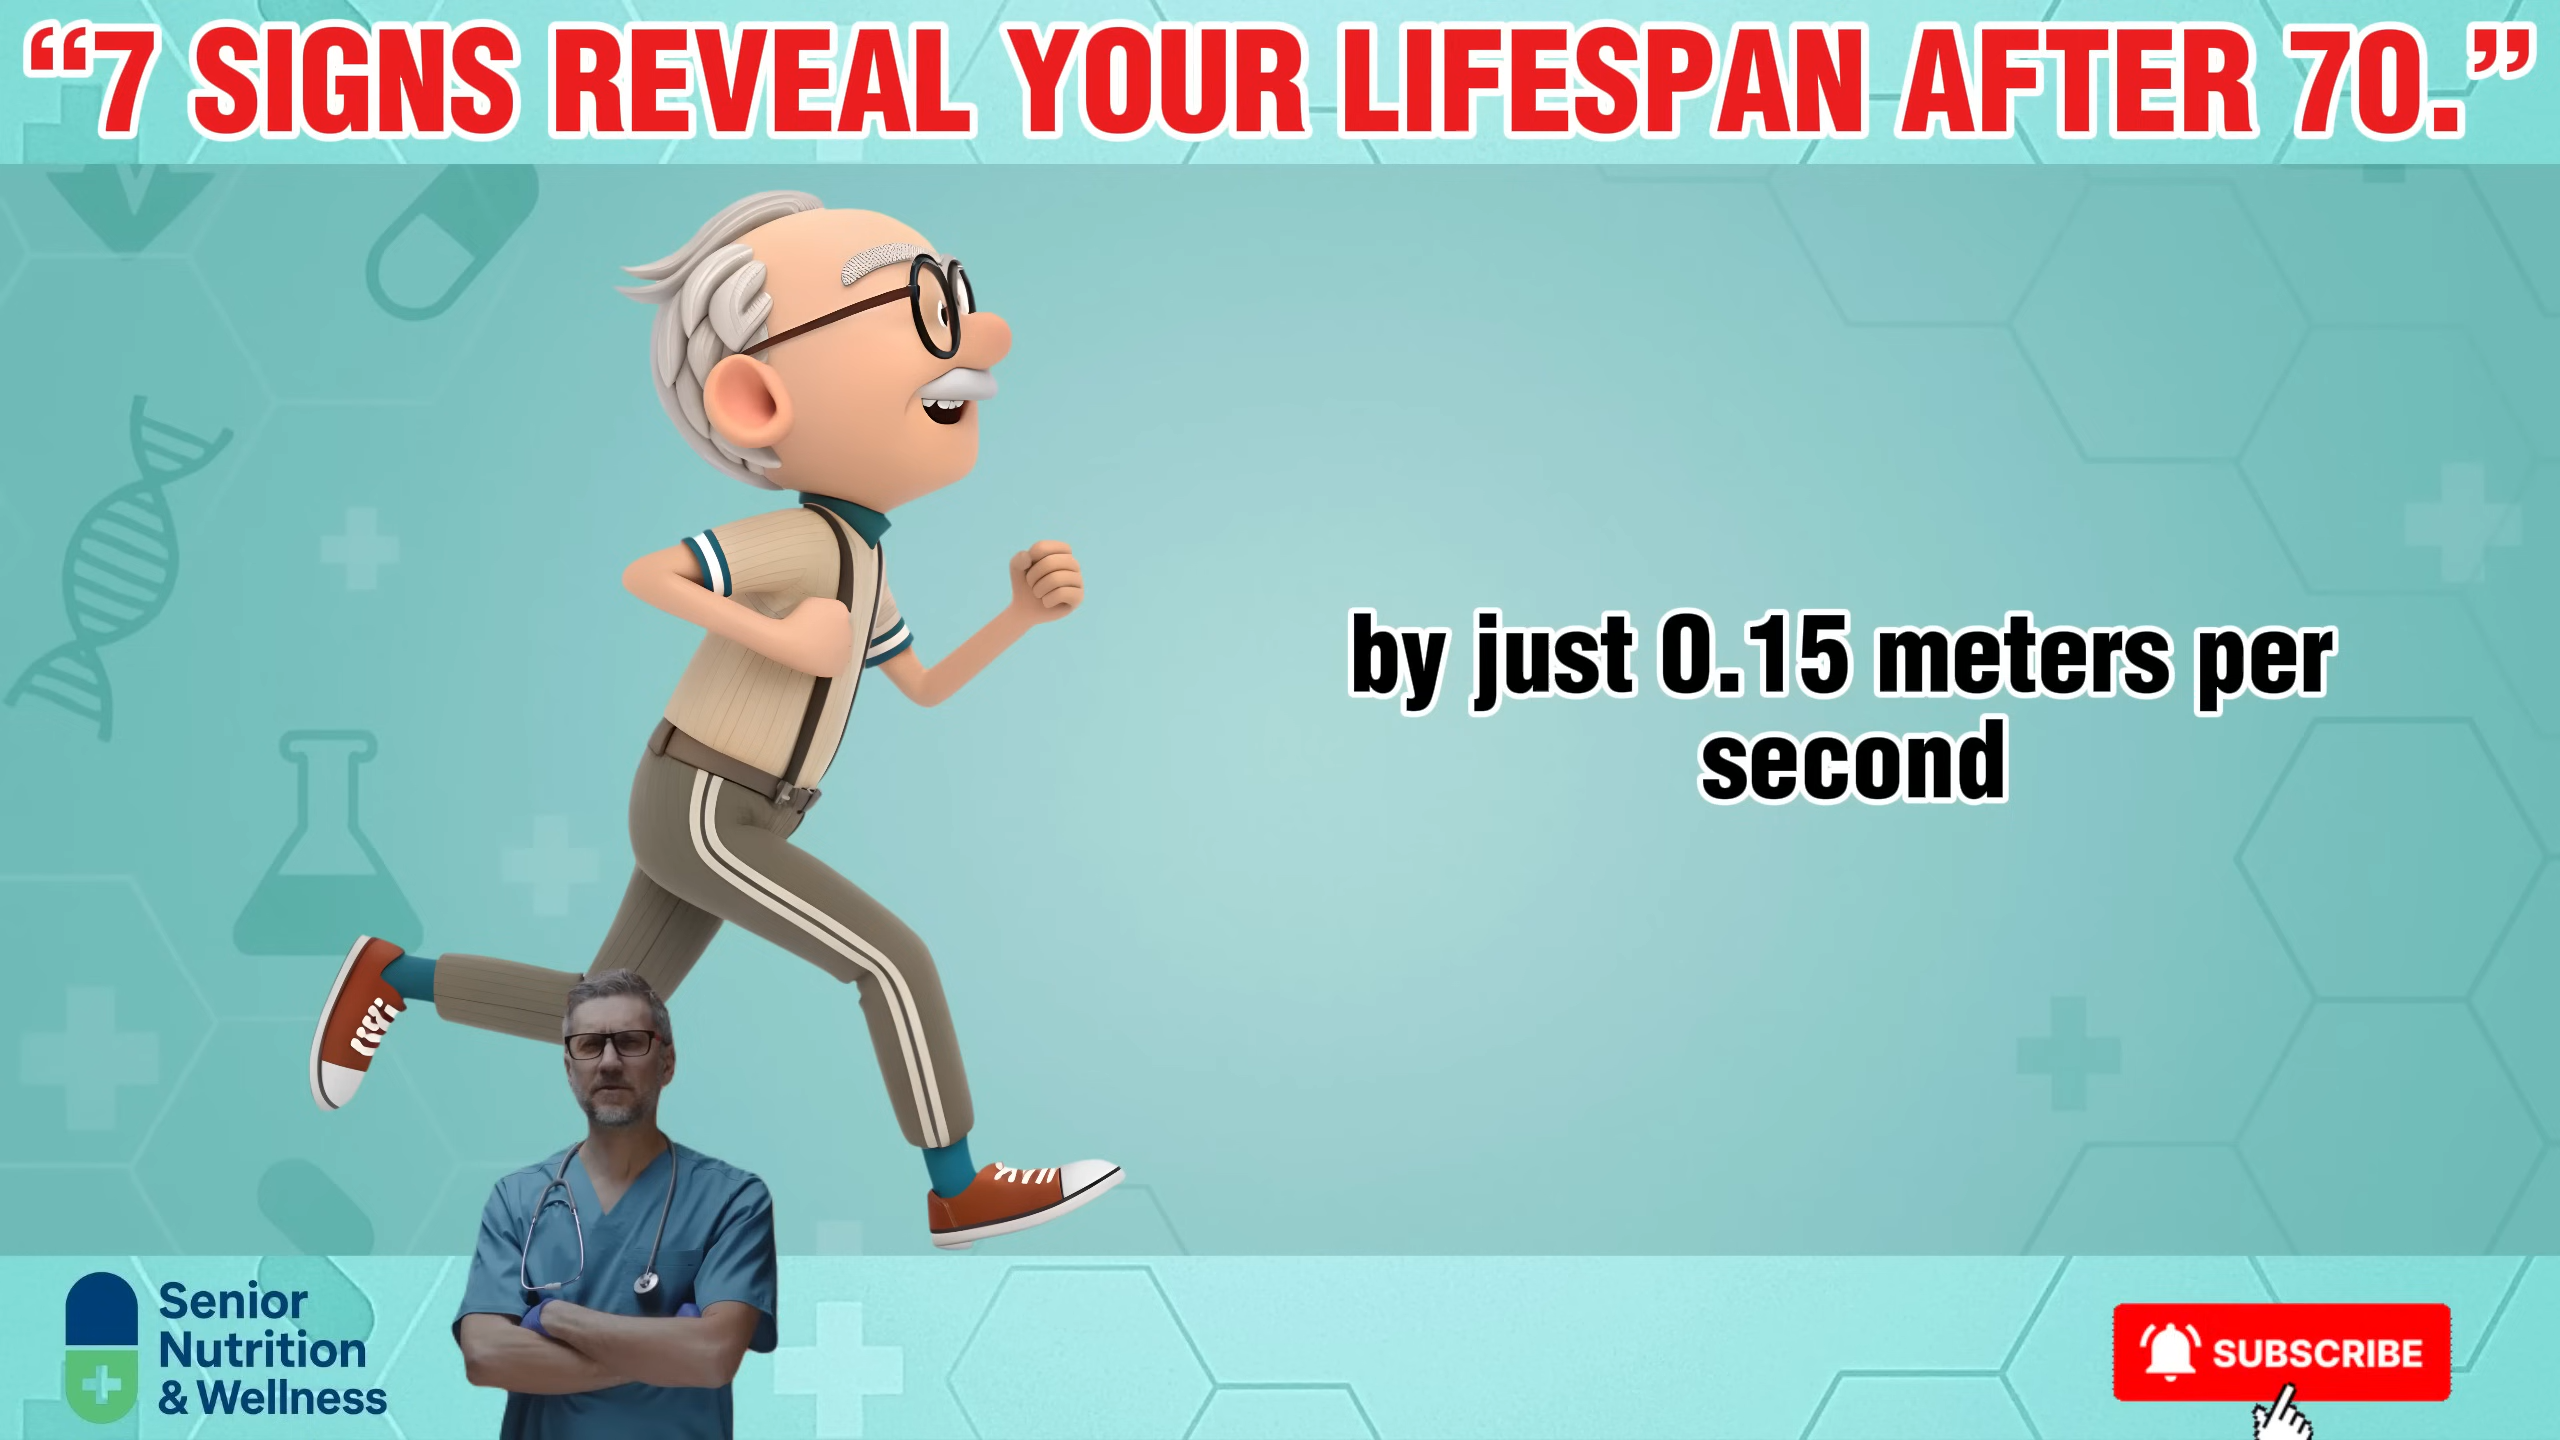 “7 SIGNS REVEAL YOUR LIFESPAN AFTER 70.”
by just 0.15 meters per
second
Senior
Nutrition
& Wellness
SUBSCRIBE